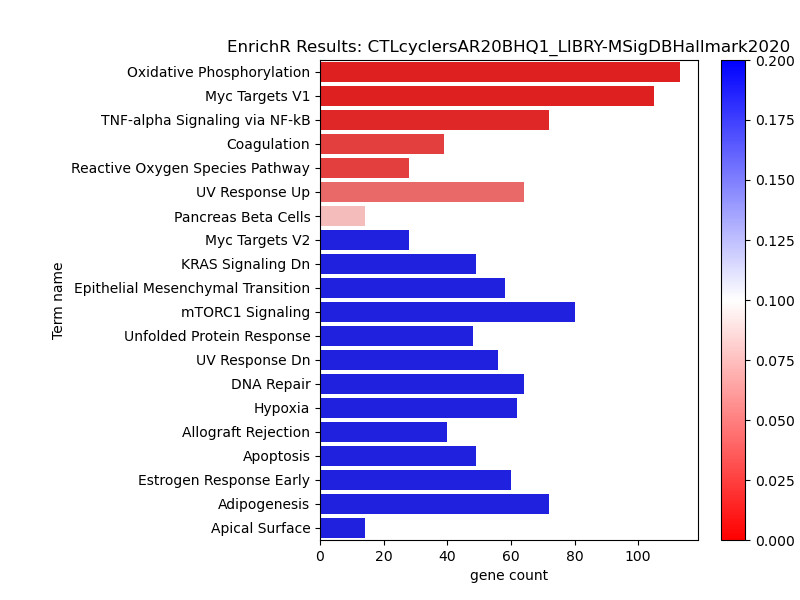 EnrichR Results: CTLcyclersAR20BHQ1_LIBRY-MSigDBHallmark2020
Term name
Oxidative Phosphorylation
Myc Targets V1
TNF-alpha Signaling via NF-kB
Coagulation
Reactive Oxygen Species Pathway
UV Response Up
Pancreas Beta Cells
Myc Targets V2
KRAS Signaling Dn
Epithelial Mesenchymal Transition
mTORC1 Signaling
Unfolded Protein Response
UV Response Dn
DNA Repair
Hypoxia
Allograft Rejection
Apoptosis
Estrogen Response Early
Adipogenesis
Apical Surface
0 20 40 60 80 100
gene count
0.200
0.175
0.150
0.125
0.100
0.075
0.050
0.025
0.000